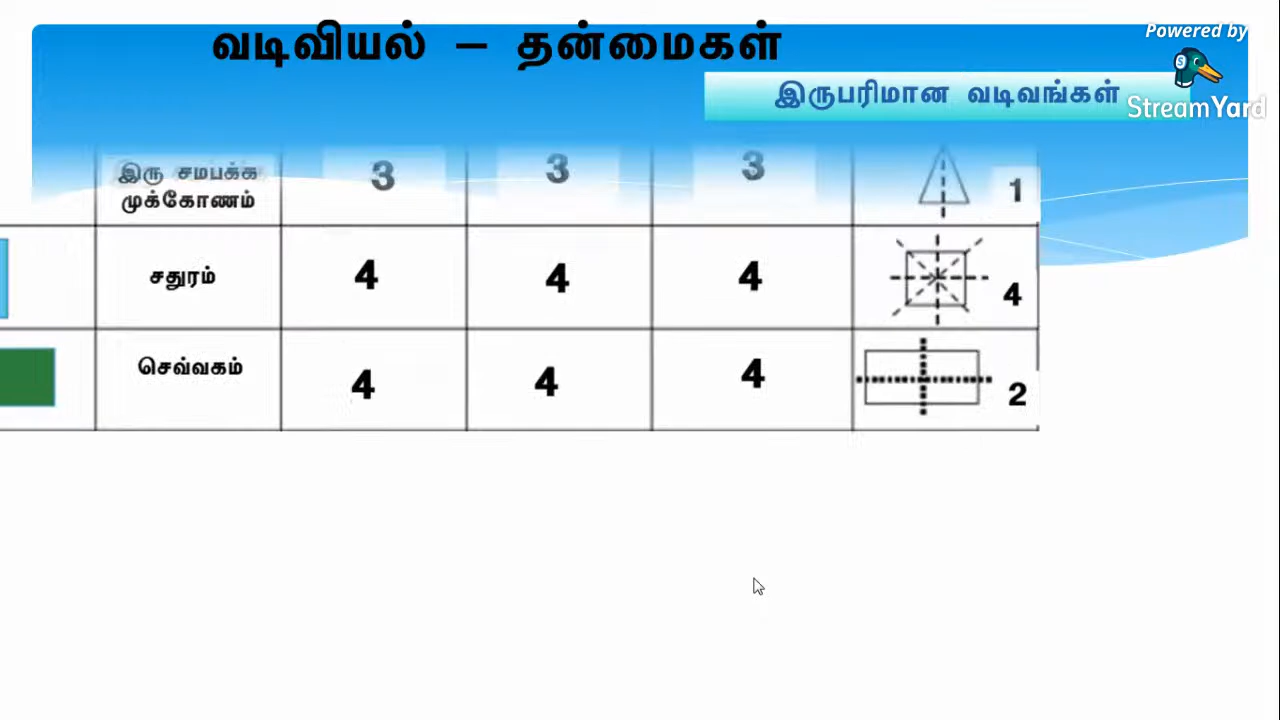 வடிவியல் – தன்மைகள்
Powered by
StreamYard
இருபரிமான வடிவங்கள்
இரு சமபக்க முக்கோணம் 3 3 3 1
சதுரம் 4 4 4 4
செவ்வகம் 4 4 4 2